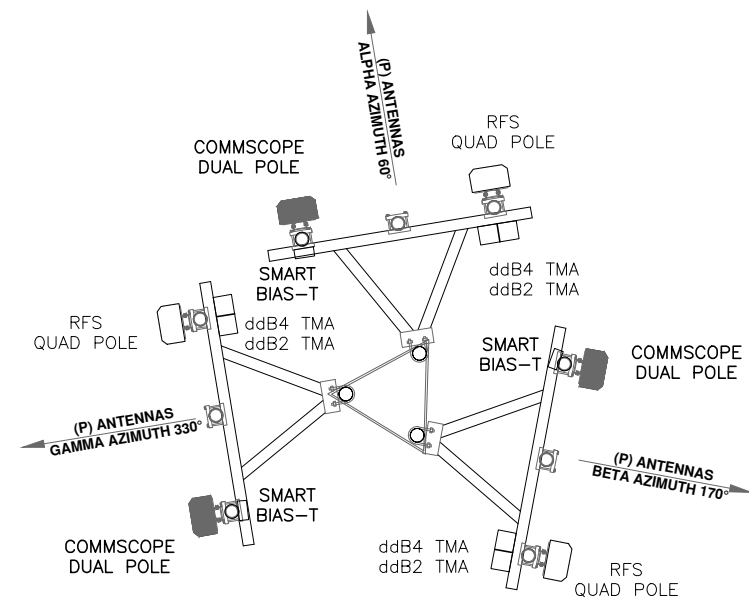 (P) ANTENNAS
ALPHA AZIMUTH 60°
RFS
QUAD POLE
COMMSCOPE
DUAL POLE
SMART
BIAS-T
ddB4 TMA
ddB2 TMA
RFS
QUAD POLE
ddB4 TMA
ddB2 TMA
SMART
BIAS-T
COMMSCOPE
DUAL POLE
(P) ANTENNAS
GAMMA AZIMUTH 330°
(P) ANTENNAS
BETA AZIMUTH 170°
SMART
BIAS-T
COMMSCOPE
DUAL POLE
ddB4 TMA
ddB2 TMA
RFS
QUAD POLE